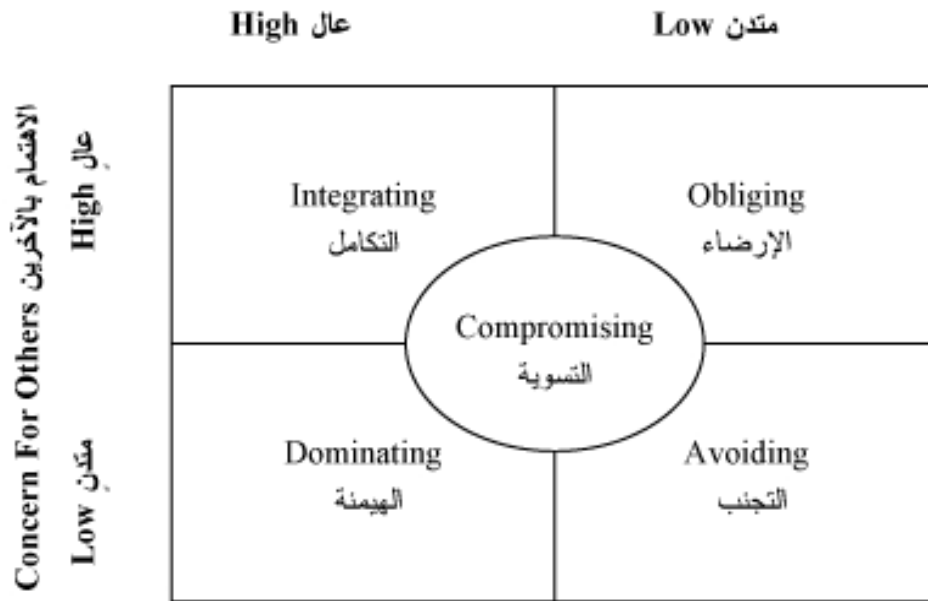 High عال
Low متدن
Concern For Others الاهتمام بالآخرين
High عالٍ
Low متدنٍ
Integrating
التكامل
Obliging
الإرضاء
Compromising
التسوية
Dominating
الهيمنة
Avoiding
التجنب